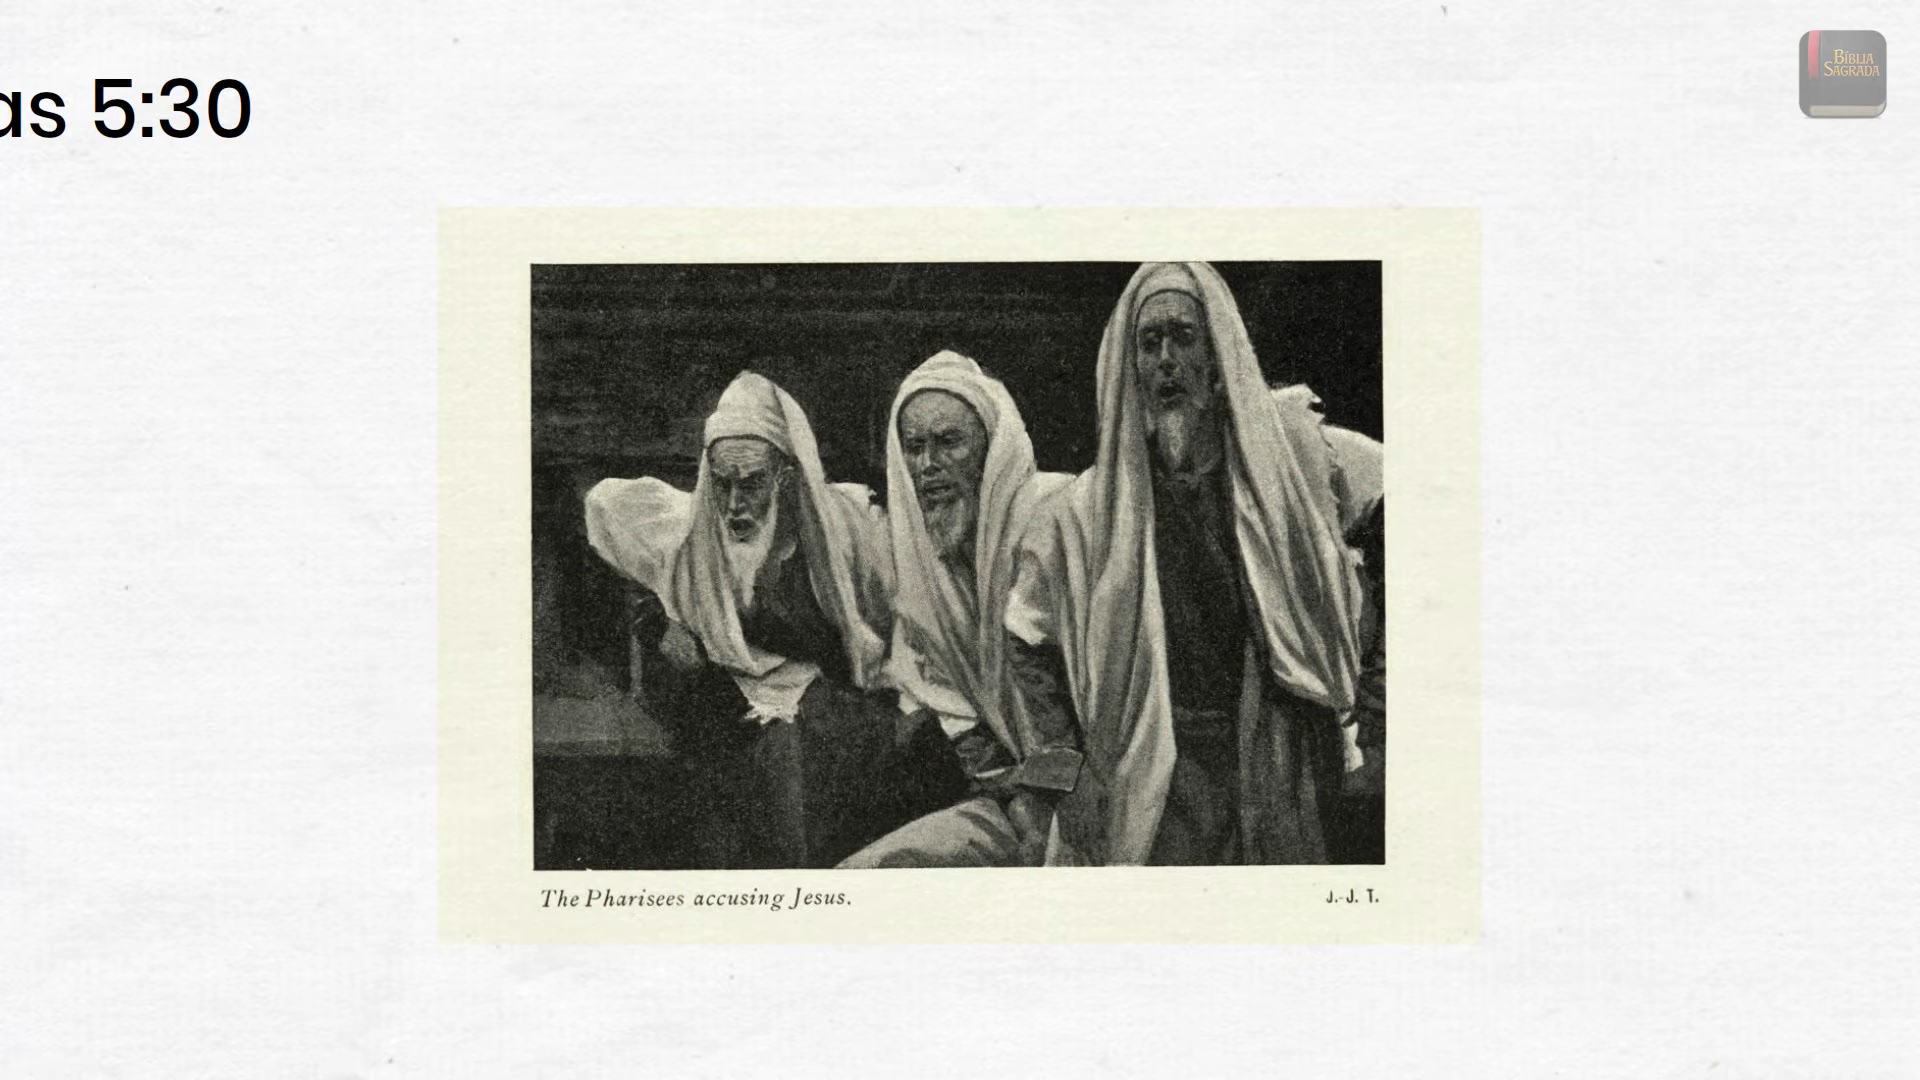 as 5:30
BÍBLIA
SAGRADA
The Pharisees accusing Jesus.
J.-J. T.